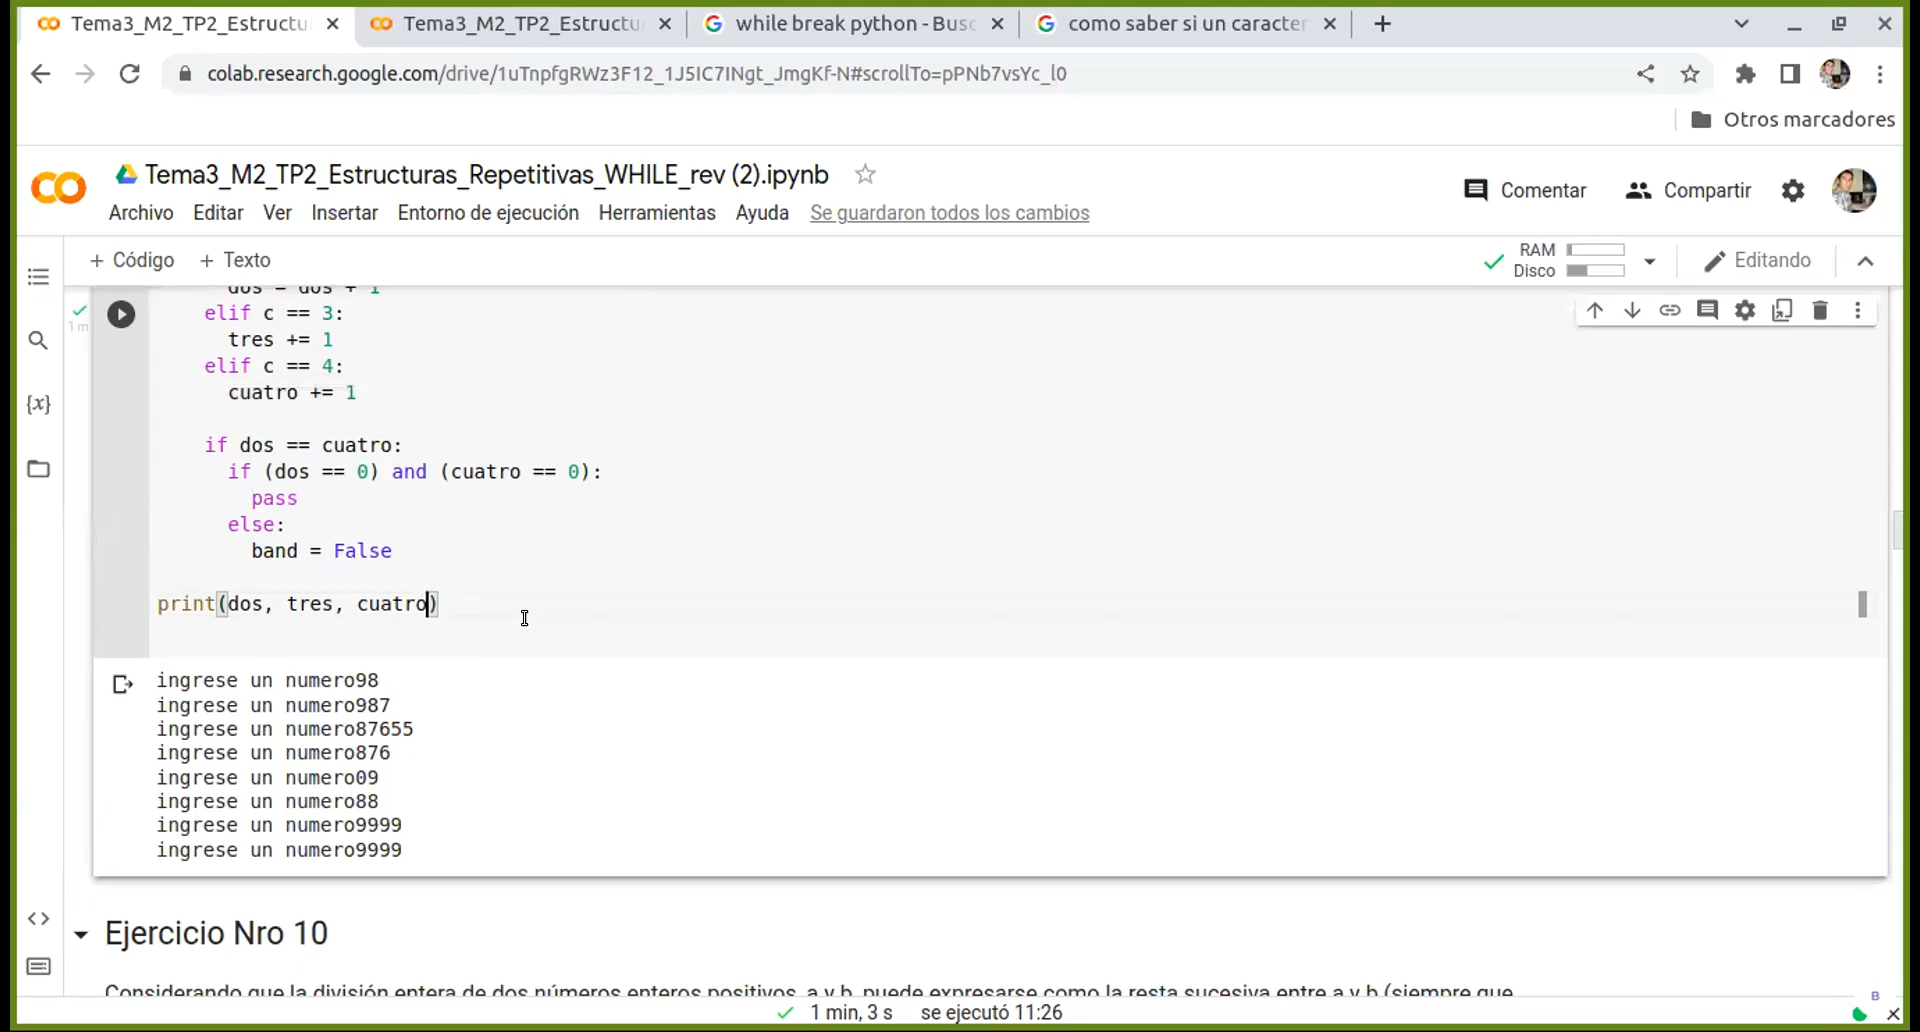 Tema3_M2_TP2_Estructu
Tema3_M2_TP2_Estructu
while break python - Busc
como saber si un caracter
colab.research.google.com/drive/1uTnpfgRWz3F12_1J5IC7INgt_JmgKf-N#scrollTo=pPNb7vsYc_l0
Otros marcadores
Tema3_M2_TP2_Estructuras_Repetitivas_WHILE_rev (2).ipynb
Comentar
Compartir
Archivo Editar Ver Insertar Entorno de ejecución Herramientas Ayuda Se guardaron todos los cambios
+ Código + Texto
RAM
Disco
Editando
1 m
dos = dos + 1
elif c == 3:
tres += 1
elif c == 4:
cuatro += 1
if dos == cuatro:
if (dos == 0) and (cuatro == 0):
pass
else:
band = False
print(dos, tres, cuatro)
ingrese un numero98
ingrese un numero987
ingrese un numero87655
ingrese un numero876
ingrese un numero09
ingrese un numero88
ingrese un numero9999
ingrese un numero9999
Ejercicio Nro 10
Considerando que la división entera de dos números enteros positivos, a y b, puede expresarse como la resta sucesiva entre a y b (siempre que
1 min, 3 s se ejecutó 11:26
B